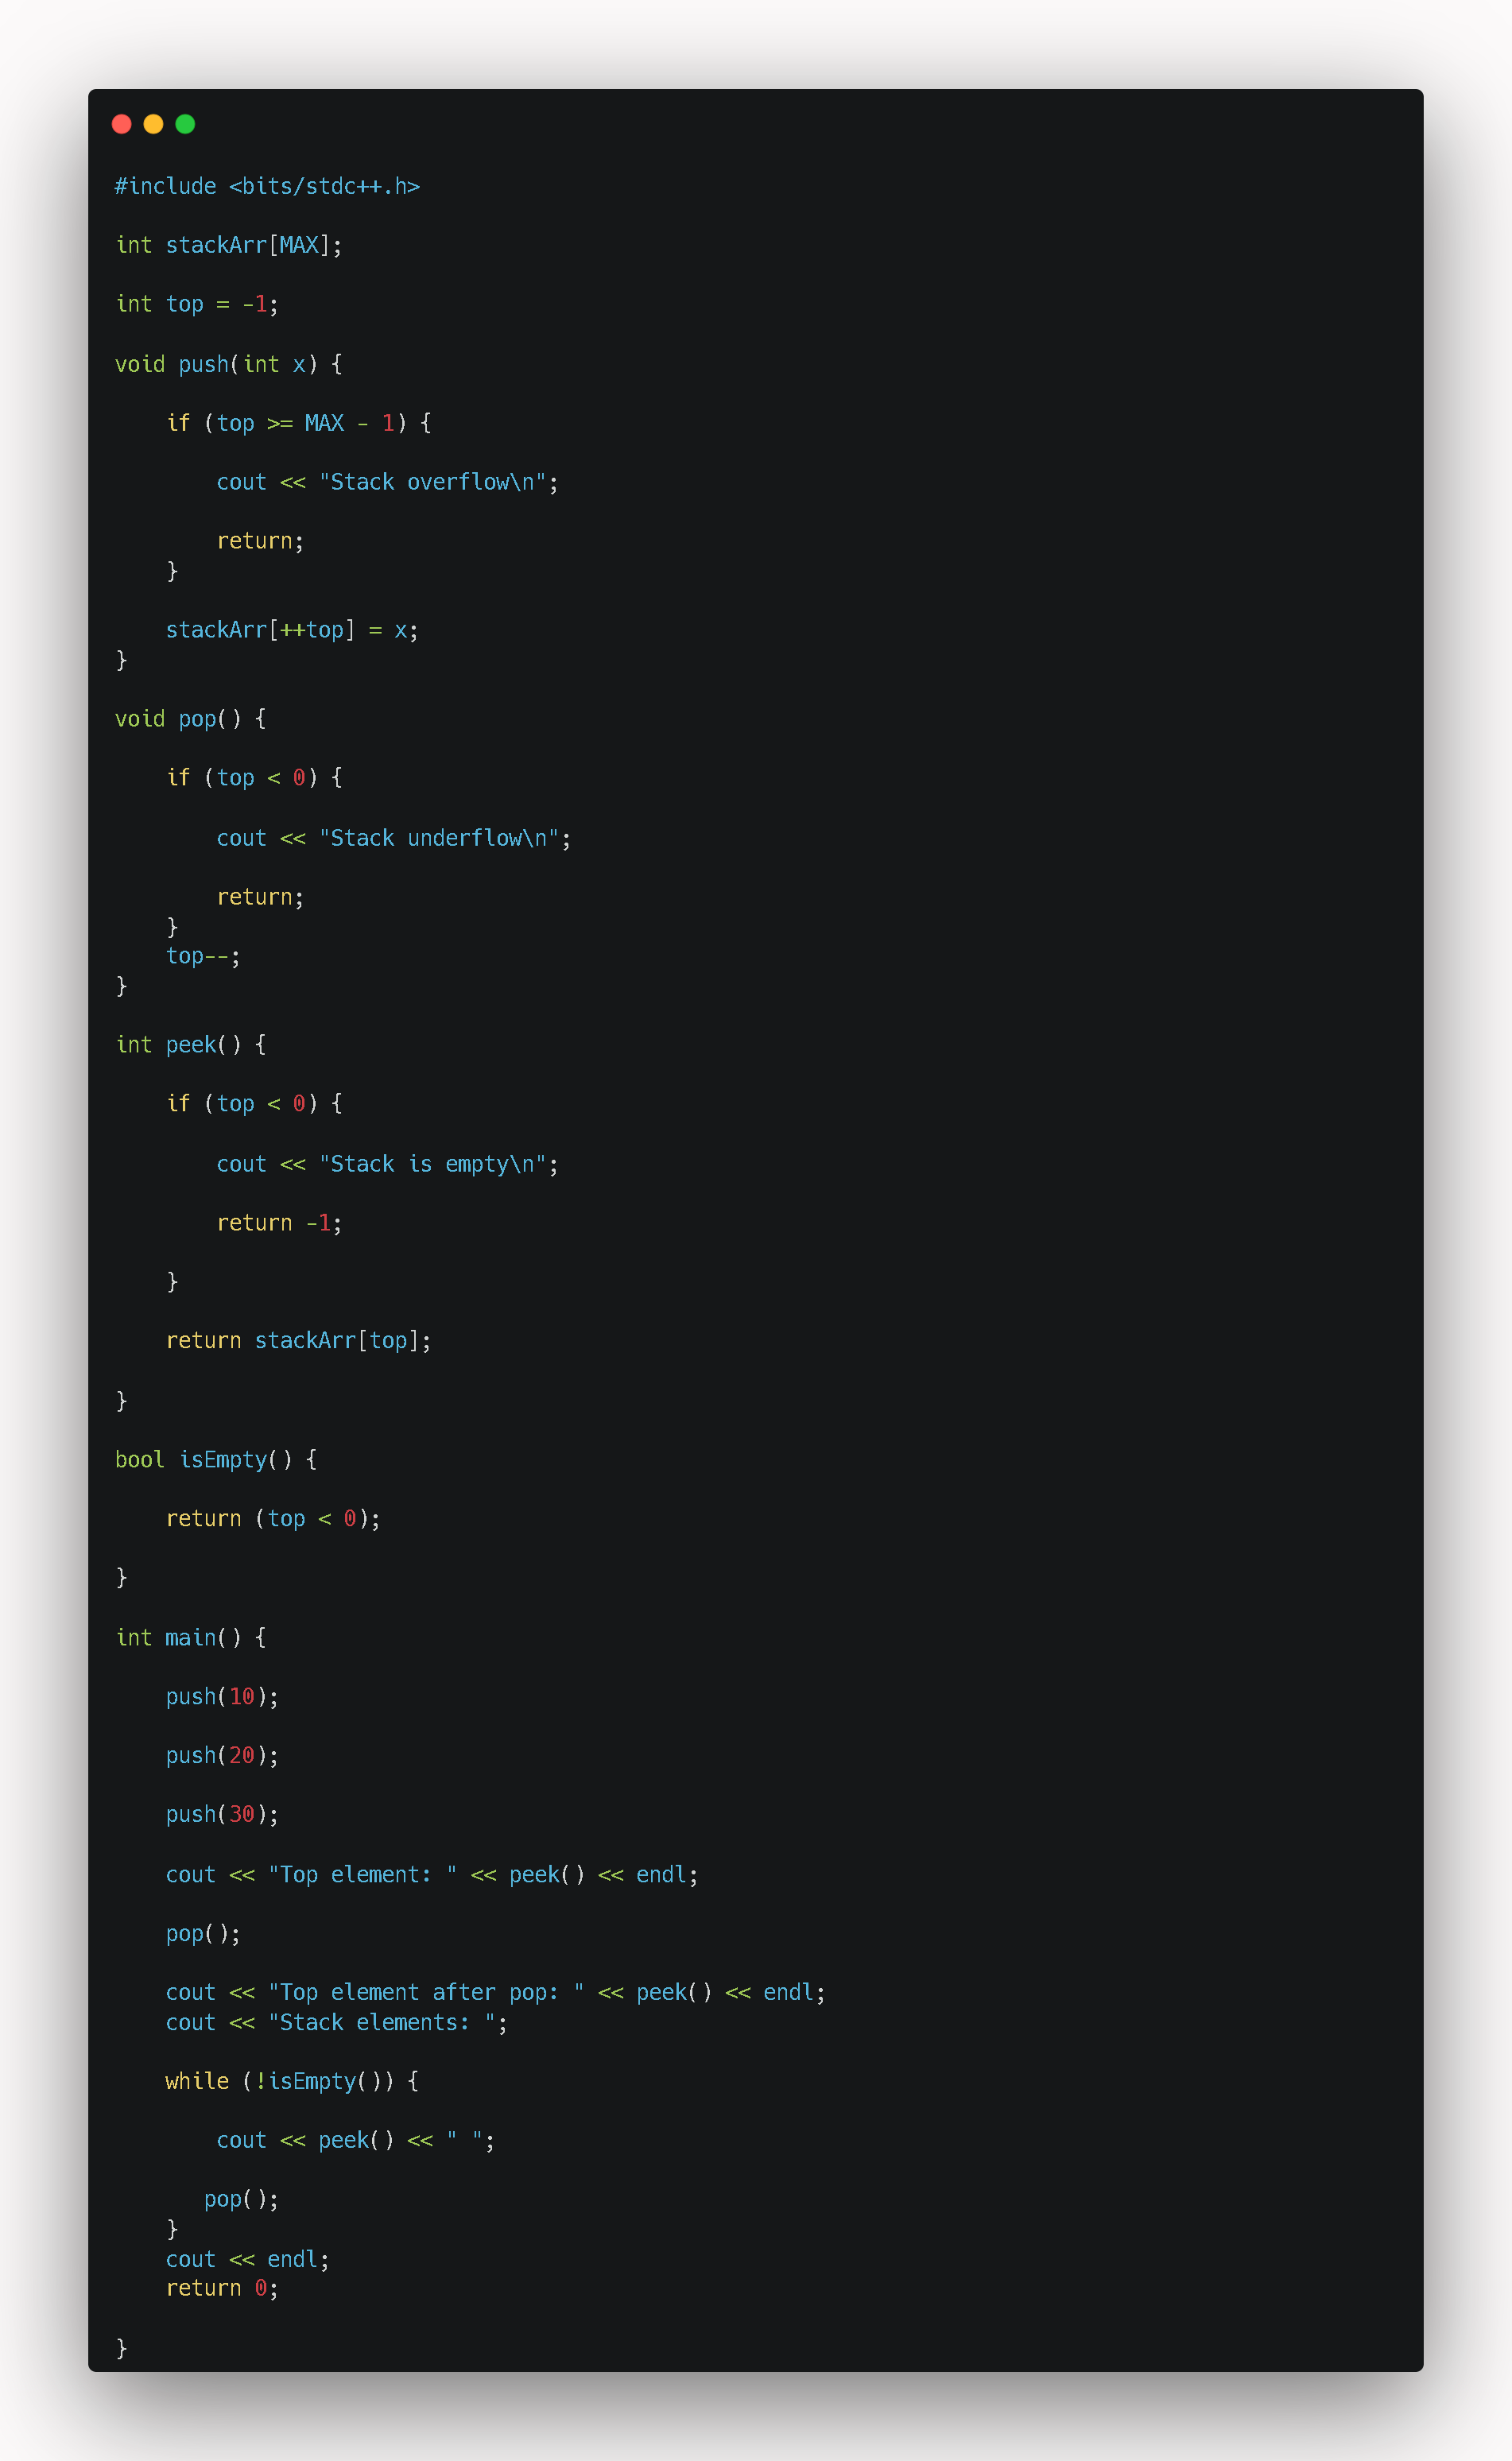 #include <bits/stdc++.h>
int stackArr[MAX];
int top = -1;
void push(int x) {
    if (top >= MAX - 1) {
        cout << "Stack overflow\n";
        return;
    }
    stackArr[++top] = x;
}
void pop() {
    if (top < 0) {
        cout << "Stack underflow\n";
        return;
    }
    top--;
}
int peek() {
    if (top < 0) {
        cout << "Stack is empty\n";
        return -1;
    }
    return stackArr[top];
}
bool isEmpty() {
    return (top < 0);
}
int main() {
    push(10);
    push(20);
    push(30);
    cout << "Top element: " << peek() << endl;
    pop();
    cout << "Top element after pop: " << peek() << endl;
    cout << "Stack elements: ";
    while (!isEmpty()) {
        cout << peek() << " ";
       pop();
    }
    cout << endl;
    return 0;
}